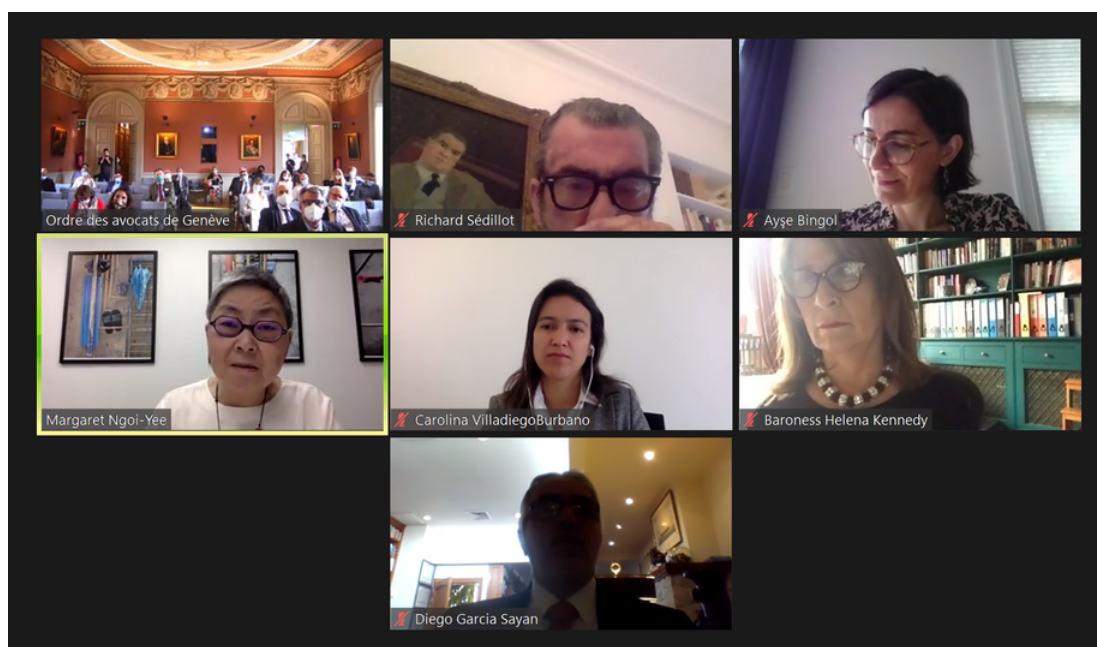 Ordre des avocats de Genève
Richard Sédillot
Ayşe Bingol
Margaret Ngoi-Yee
Carolina VilladiegoBurbano
Baroness Helena Kennedy
Diego Garcia Sayan